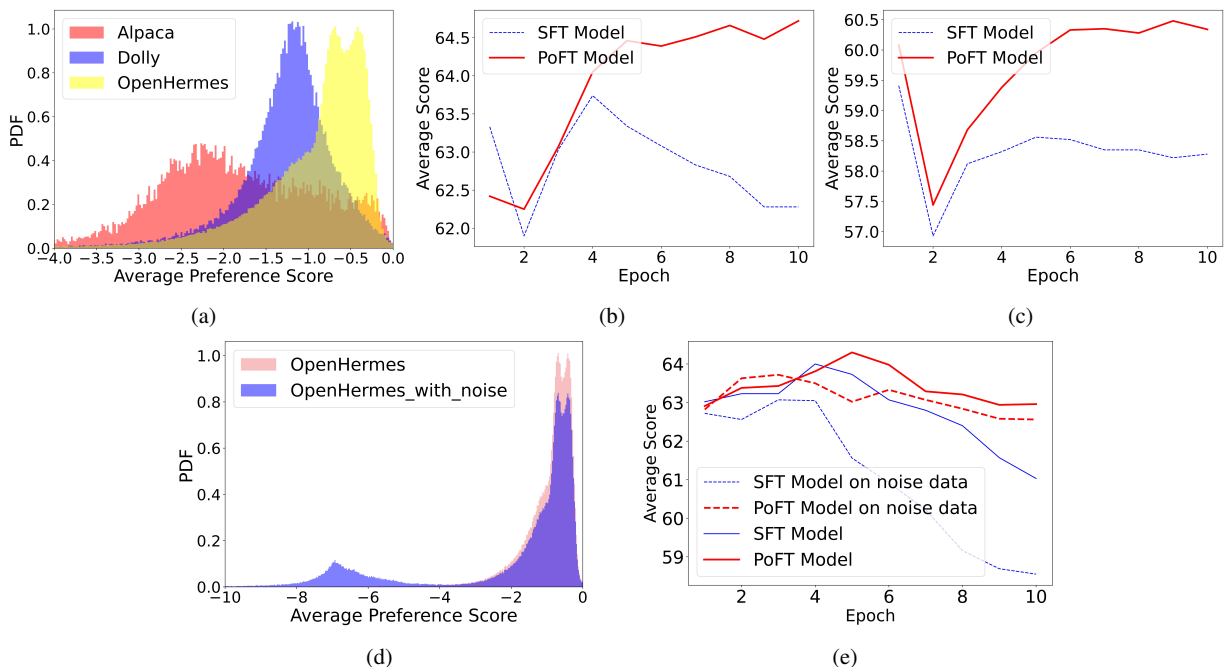 1.0
0.8
0.6
0.4
0.2
0.0
PDF
Alpaca
Dolly
OpenHermes
−4.0 −3.5 −3.0 −2.5 −2.0 −1.5 −1.0 −0.5 0.0
Average Preference Score
(a)
64.5
64.0
63.5
63.0
62.5
62.0
Average Score
SFT Model
PoFT Model
2 4 6 8 10
Epoch
(b)
60.5
60.0
59.5
59.0
58.5
58.0
57.5
57.0
Average Score
SFT Model
PoFT Model
2 4 6 8 10
Epoch
(c)
1.0
0.8
0.6
0.4
0.2
0.0
PDF
OpenHermes
OpenHermes_with_noise
−10 −8 −6 −4 −2 0
Average Preference Score
(d)
64
63
62
61
60
59
Average Score
SFT Model on noise data
PoFT Model on noise data
SFT Model
PoFT Model
2 4 6 8 10
Epoch
(e)